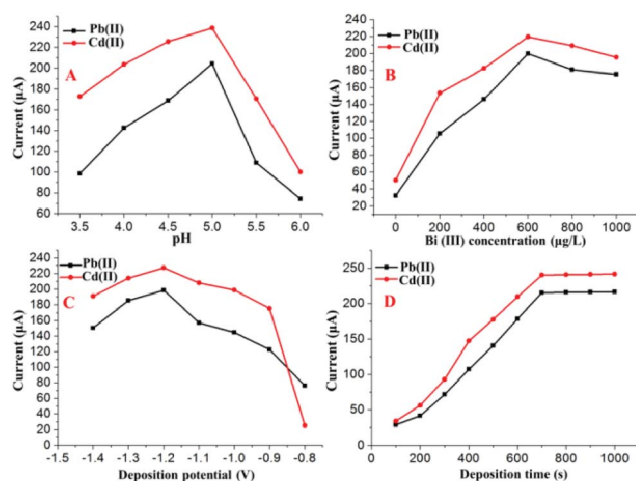 Pb(II)
Cd(II)
A
Current (µA)
240
220
200
180
160
140
120
100
80
60
3.5 4.0 4.5 5.0 5.5 6.0
pH
Pb(II)
Cd(II)
B
Current (µA)
240
220
200
180
160
140
120
100
80
60
40
20
0 200 400 600 800 1000
Bi (III) concentration (µg/L)
Pb(II)
Cd(II)
C
Current (µA)
240
220
200
180
160
140
120
100
80
60
40
20
0
-1.5 -1.4 -1.3 -1.2 -1.1 -1.0 -0.9 -0.8 -0.7
Deposition potential (V)
Pb(II)
Cd(II)
D
Current (µA)
250
200
150
100
50
0 200 400 600 800 1000
Deposition time (s)